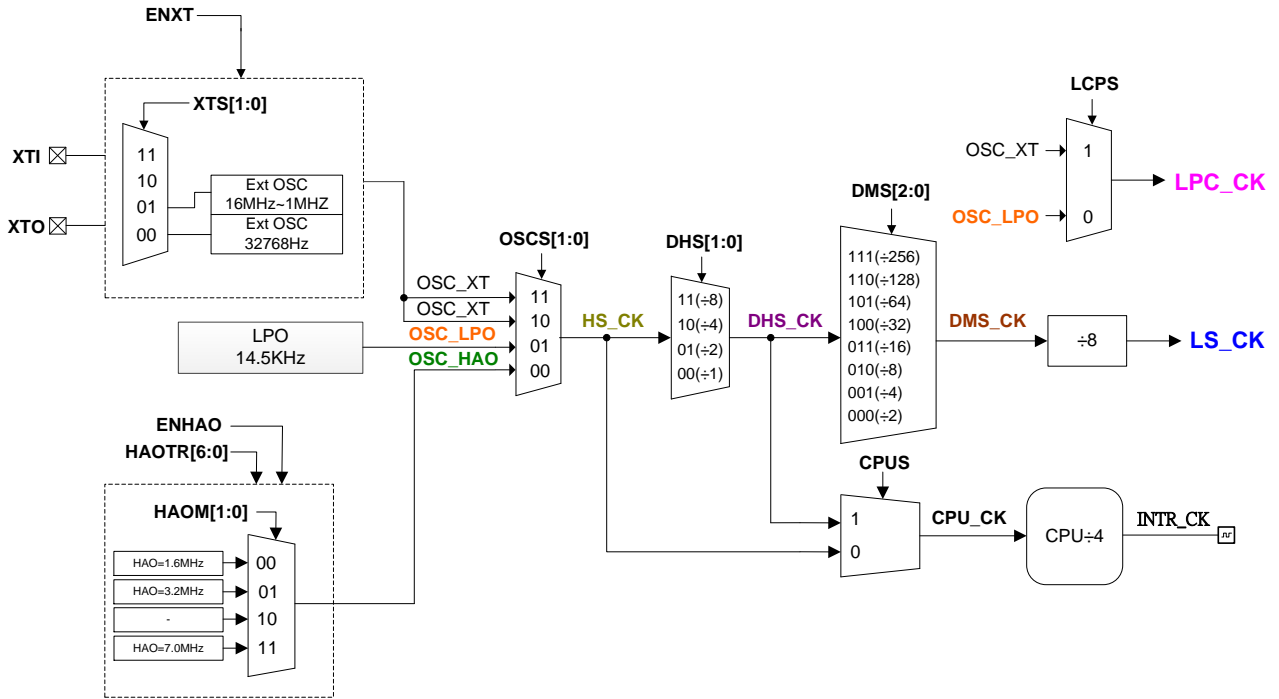 ENXT
XTS[1:0]
XTI
XTO
11
10
01
00
Ext OSC
16MHz~1MHZ
Ext OSC
32768Hz
LCPS
OSC_XT
OSC_LPO
1
0
LPC_CK
OSCS[1:0]
OSC_XT
OSC_XT
OSC_LPO
OSC_HAO
11
10
01
00
LPO
14.5KHz
HS_CK
DHS[1:0]
11(÷8)
10(÷4)
01(÷2)
00(÷1)
DHS_CK
DMS[2:0]
111(÷256)
110(÷128)
101(÷64)
100(÷32)
011(÷16)
010(÷8)
001(÷4)
000(÷2)
DMS_CK
÷8
LS_CK
ENHAO
HAOTR[6:0]
HAOM[1:0]
HAO=1.6MHz
HAO=3.2MHz
-
HAO=7.0MHz
00
01
10
11
CPUS
1
0
CPU_CK
CPU÷4
INTR_CK